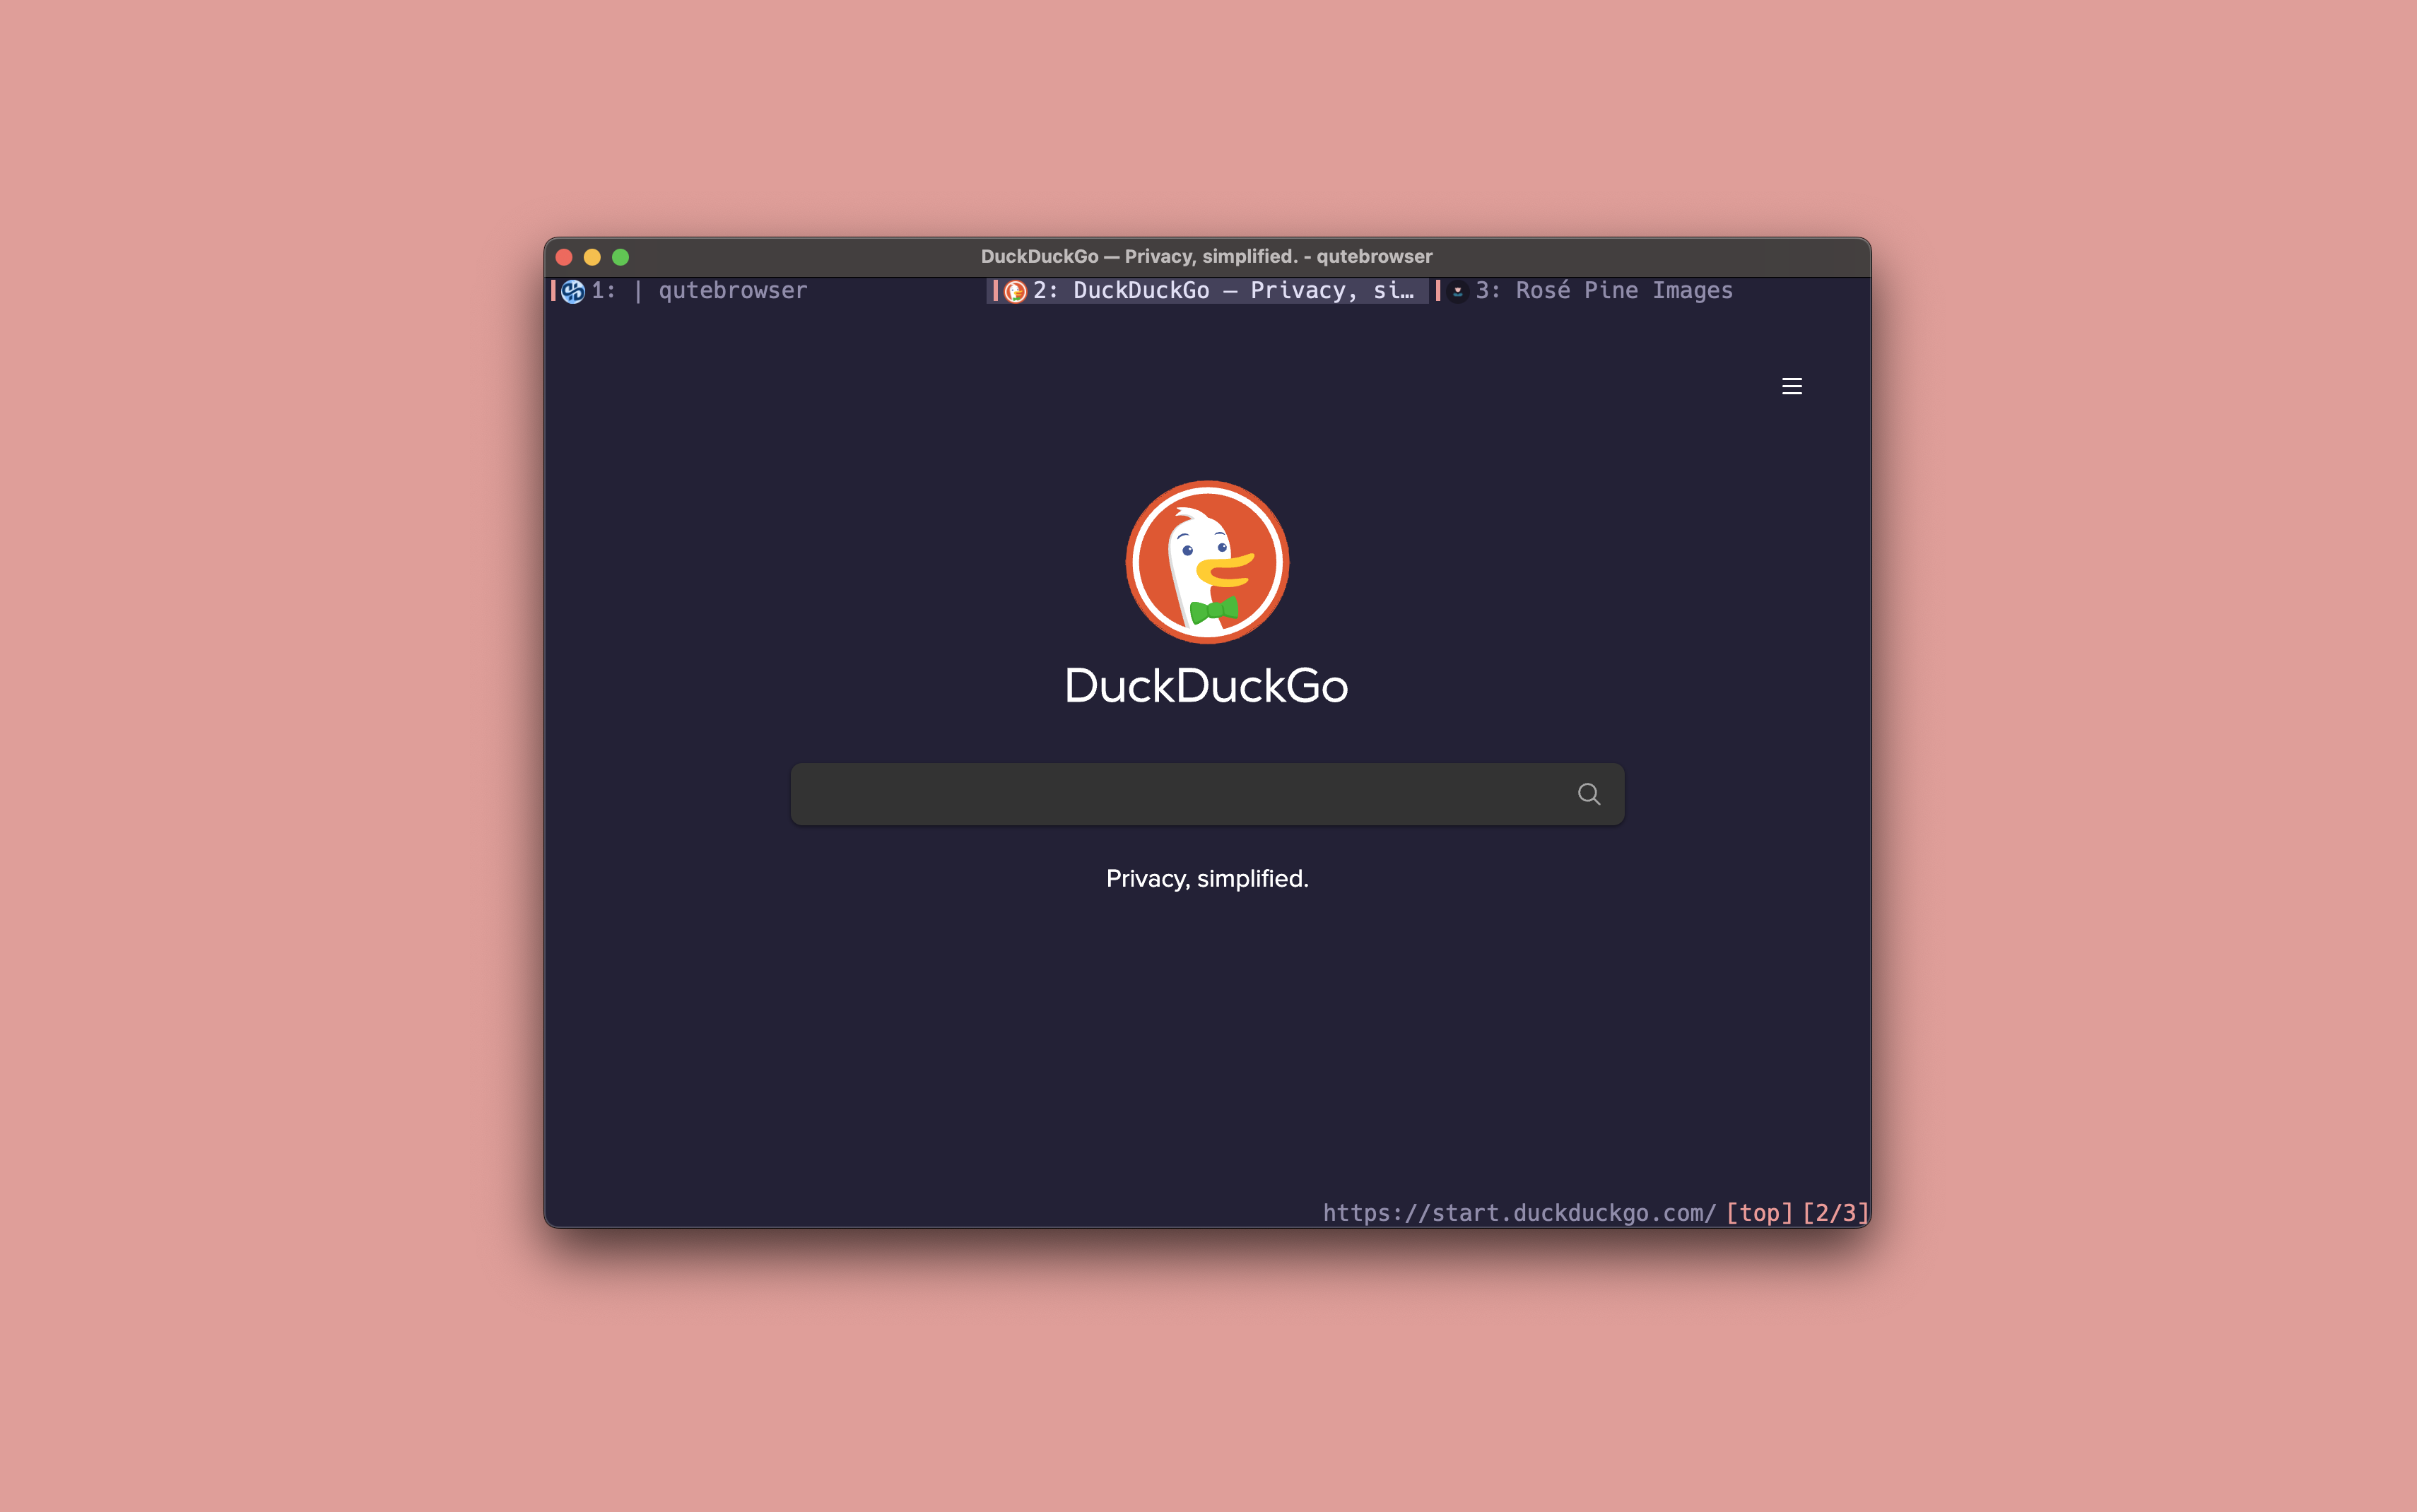 DuckDuckGo — Privacy, simplified. - qutebrowser
1: | qutebrowser
2: DuckDuckGo — Privacy, si…
3: Rosé Pine Images
DuckDuckGo
Privacy, simplified.
https://start.duckduckgo.com/ [top] [2/3]